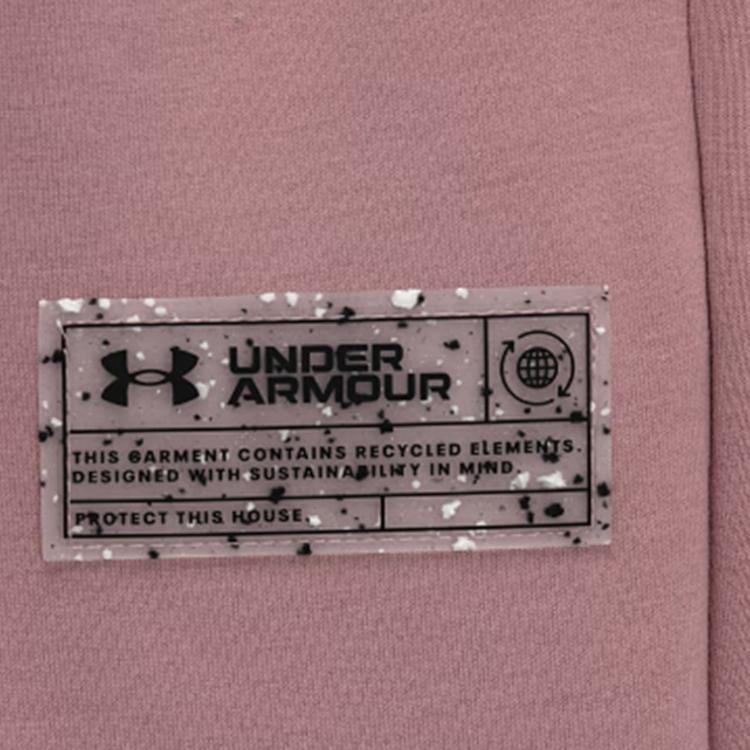 UNDER
ARMOUR
THIS GARMENT CONTAINS RECYCLED ELEMENTS.
DESIGNED WITH SUSTAINABILITY IN MIND.
PROTECT THIS HOUSE.